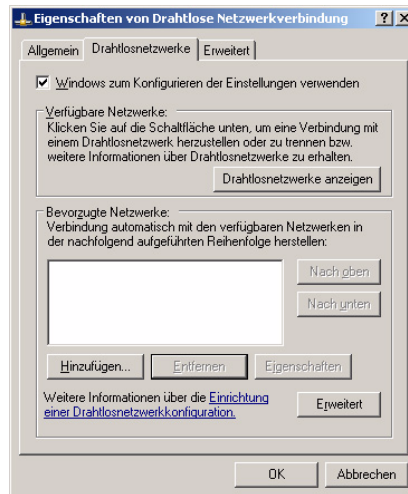 Eigenschaften von Drahtlose Netzwerkverbindung
Allgemein Drahtlosnetzwerke Erweitert
Windows zum Konfigurieren der Einstellungen verwenden
Verfügbare Netzwerke:
Klicken Sie auf die Schaltfläche unten, um eine Verbindung mit
einem Drahtlosnetzwerk herzustellen oder zu trennen bzw.
weitere Informationen über Drahtlosnetzwerke zu erhalten.
Drahtlosnetzwerke anzeigen
Bevorzugte Netzwerke:
Verbindung automatisch mit den verfügbaren Netzwerken in
der nachfolgend aufgeführten Reihenfolge herstellen:
Nach oben
Nach unten
Hinzufügen... Entfernen Eigenschaften
Weitere Informationen über die Einrichtung
einer Drahtlosnetzwerkkonfiguration.
Erweitert
OK Abbrechen